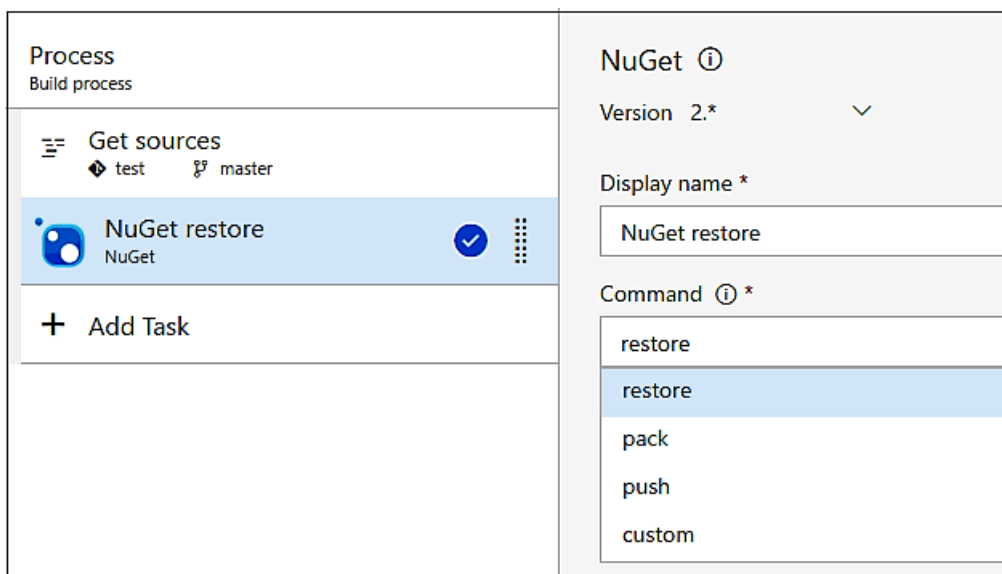 Process
Build process
Get sources
test master
NuGet restore
NuGet
+ Add Task
NuGet
Version 2.*
Display name *
NuGet restore
Command *
restore
restore
pack
push
custom